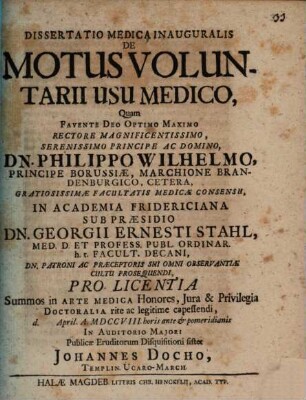 DISSERTATIO MEDICA INAUGURALIS
DE
MOTUS VOLUN-
TARII USU MEDICO,
Quam
FAVENTE DEO OPTIMO MAXIMO
RECTORE MAGNIFICENTISSIMO,
SERENISSIMO PRINCIPE AC DOMINO,
DN. PHILIPPO WILHELMO,
PRINCIPE BORUSSIÆ, MARCHIONE BRAN-
DENBURGICO, CETERA,
GRATIOSISSIMÆ FACULTATIS MEDICÆ CONSENSU,
IN ACADEMIA FRIDERICIANA
SUB PRÆSIDIO
DN. GEORGII ERNESTI STAHL,
MED. D. ET PROFESS. PUBL. ORDINAR.
h. t. FACULT. DECANI,
DN. PATRONI AC PRÆCEPTORIS SUI OMNI OBSERVANTIÆ
CULTU PROSEQUENDI,
PRO LICENTIA
Summos in ARTE MEDICA Honores, Jura & Privilegia
DOCTORALIA rite ac legitime capessendi,
d. April. A. MDCCVIII horis ante & pomeridianis
IN AUDITORIO MAJORI
Publicæ Eruditorum Disquisitioni sistet
JOHANNES DOCHO,
TEMPLIN. UCARO-MARCH.
HALÆ MAGDEB. LITERIS CHR. HENCKELII, ACAD. TYP.